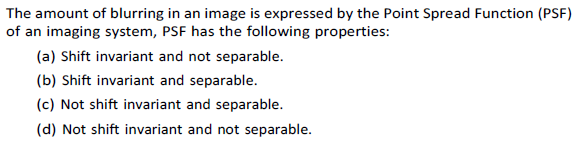 The amount of blurring in an image is expressed by the Point Spread Function (PSF)
of an imaging system, PSF has the following properties:
(a) Shift invariant and not separable.
(b) Shift invariant and separable.
(c) Not shift invariant and separable.
(d) Not shift invariant and not separable.